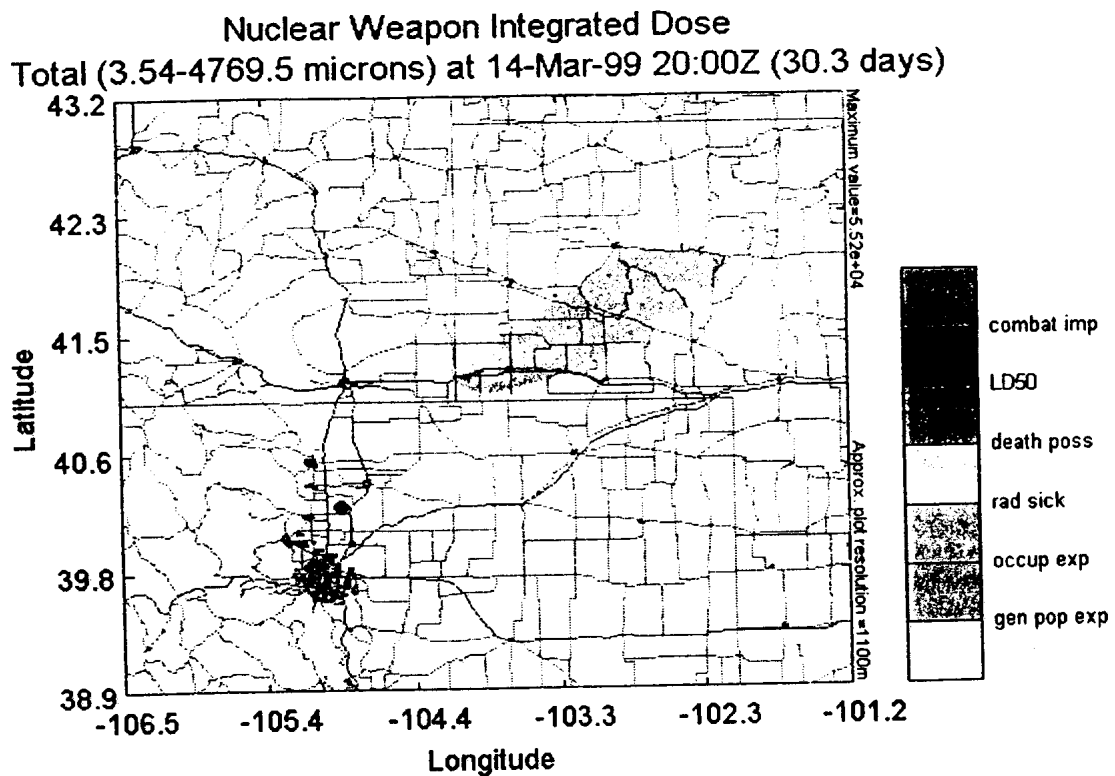 Nuclear Weapon Integrated Dose
Total (3.54-4769.5 microns) at 14-Mar-99 20:00Z (30.3 days)
43.2
42.3
41.5
40.6
39.8
38.9
Latitude
-106.5
-105.4
-104.4
-103.3
-102.3
-101.2
Longitude
Maximum value=5.52e+04
Approx. plot resolution =1100m
combat imp
LD50
death poss
rad sick
occup exp
gen pop exp